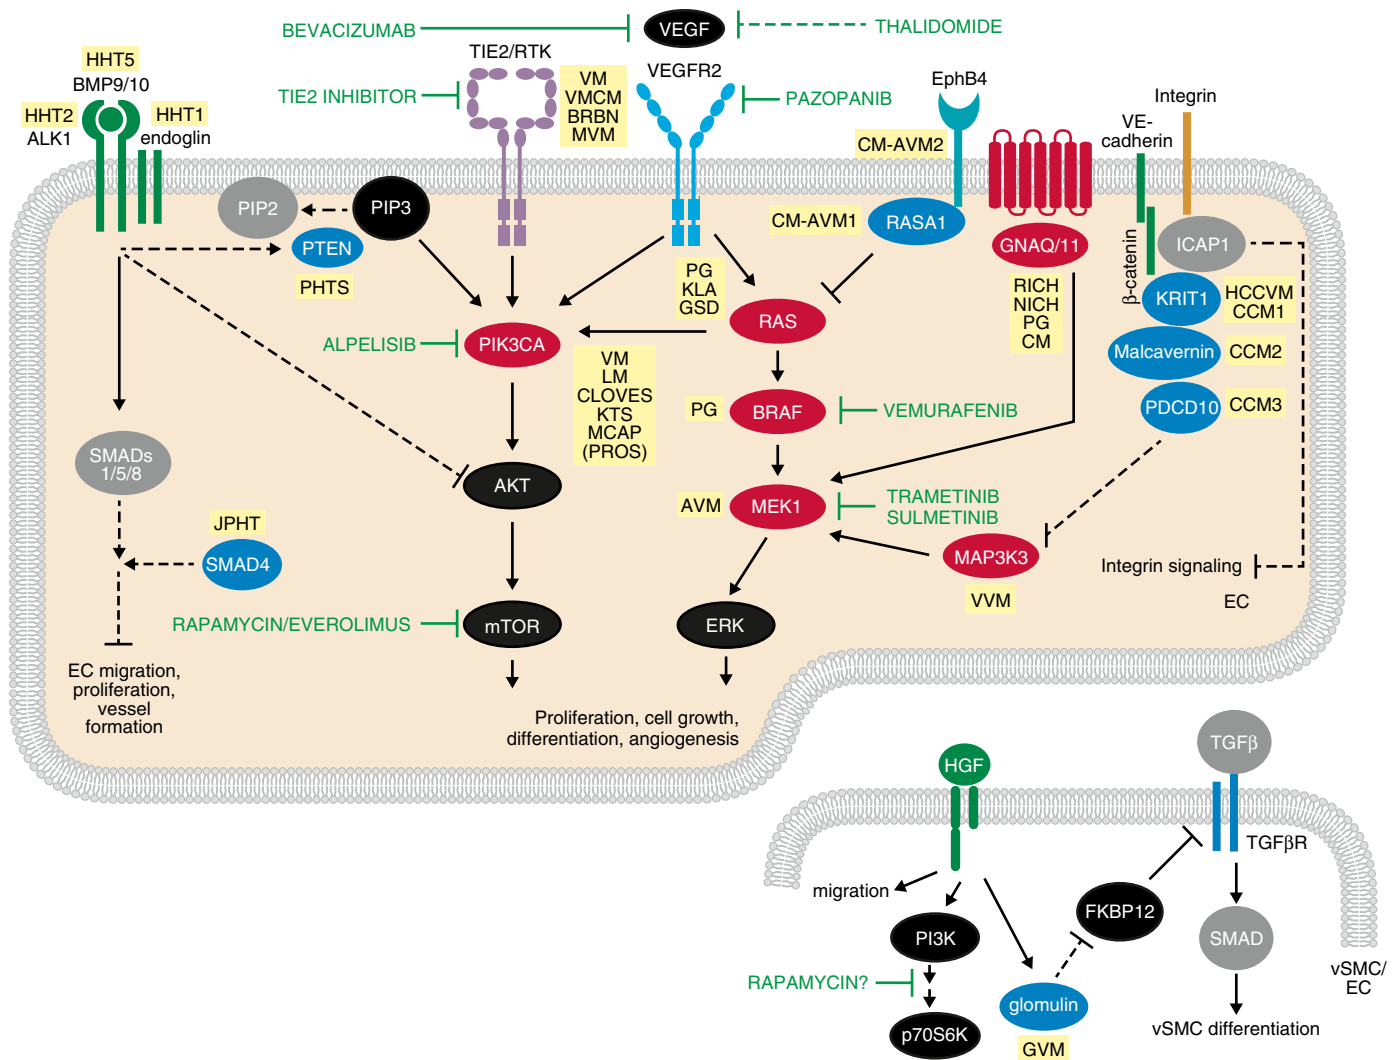 BEVACIZUMAB
VEGF
THALIDOMIDE
TIE2/RTK
VEGFR2
TIE2 INHIBITOR
VM
VMCM
BRBN
MVM
PAZOPANIB
EphB4
Integrin
HHT5
BMP9/10
HHT2
ALK1
HHT1
endoglin
CM-AVM2
VE-
cadherin
PIP2
PIP3
PTEN
PHTS
CM-AVM1
RASA1
GNAQ/11
β-catenin
ICAP1
KRIT1
HCCVM
CCM1
PG
KLA
GSD
RAS
RICH
NICH
PG
CM
Malcavernin
CCM2
ALPELISIB
PIK3CA
VM
LM
CLOVES
KTS
MCAP
(PROS)
PG
BRAF
VEMURAFENIB
PDCD10
CCM3
SMADs
1/5/8
AKT
AVM
MEK1
TRAMETINIB
SULMETINIB
JPHT
SMAD4
MAP3K3
VVM
Integrin signaling
EC
RAPAMYCIN/EVEROLIMUS
mTOR
ERK
EC migration,
proliferation,
vessel
formation
Proliferation, cell growth,
differentiation, angiogenesis
HGF
TGFβ
TGFβR
migration
PI3K
FKBP12
SMAD
RAPAMYCIN?
p70S6K
glomulin
GVM
vSMC differentiation
vSMC/
EC